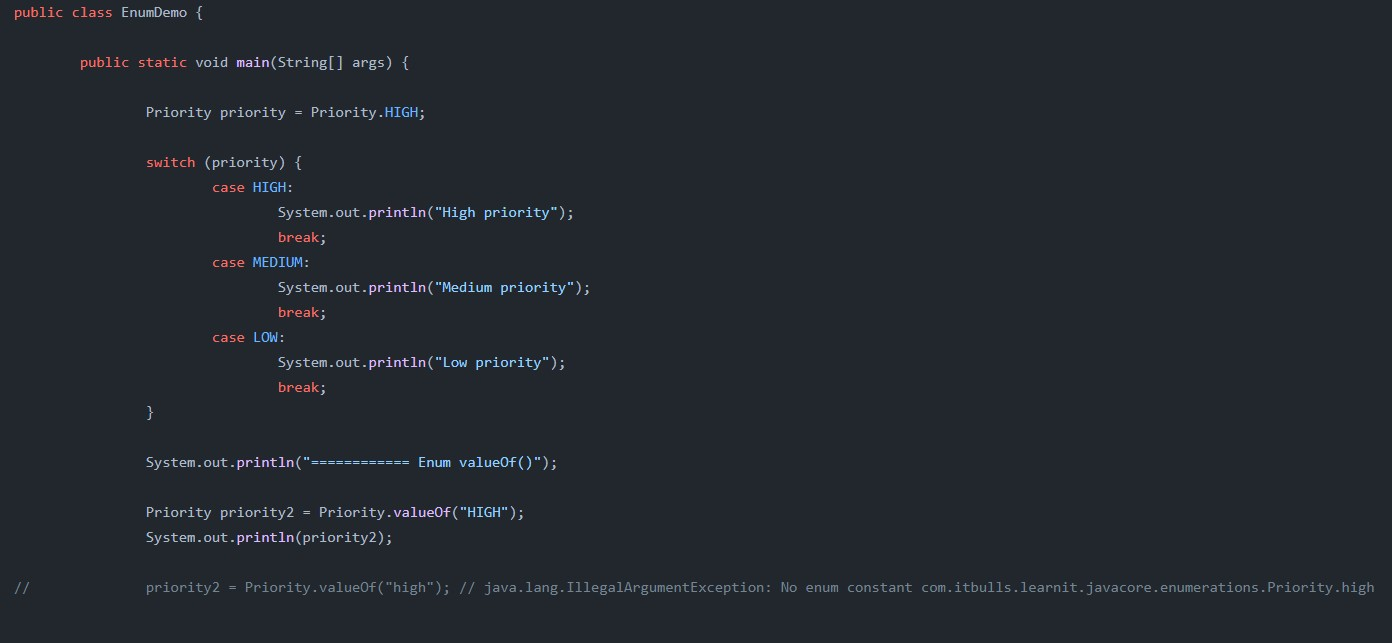 public class EnumDemo {
public static void main(String[] args) {
Priority priority = Priority.HIGH;
switch (priority) {
case HIGH:
System.out.println("High priority");
break;
case MEDIUM:
System.out.println("Medium priority");
break;
case LOW:
System.out.println("Low priority");
break;
}
System.out.println("============ Enum valueOf()");
Priority priority2 = Priority.valueOf("HIGH");
System.out.println(priority2);
// priority2 = Priority.valueOf("high"); // java.lang.IllegalArgumentException: No enum constant com.itbulls.learnit.javacore.enumerations.Priority.high